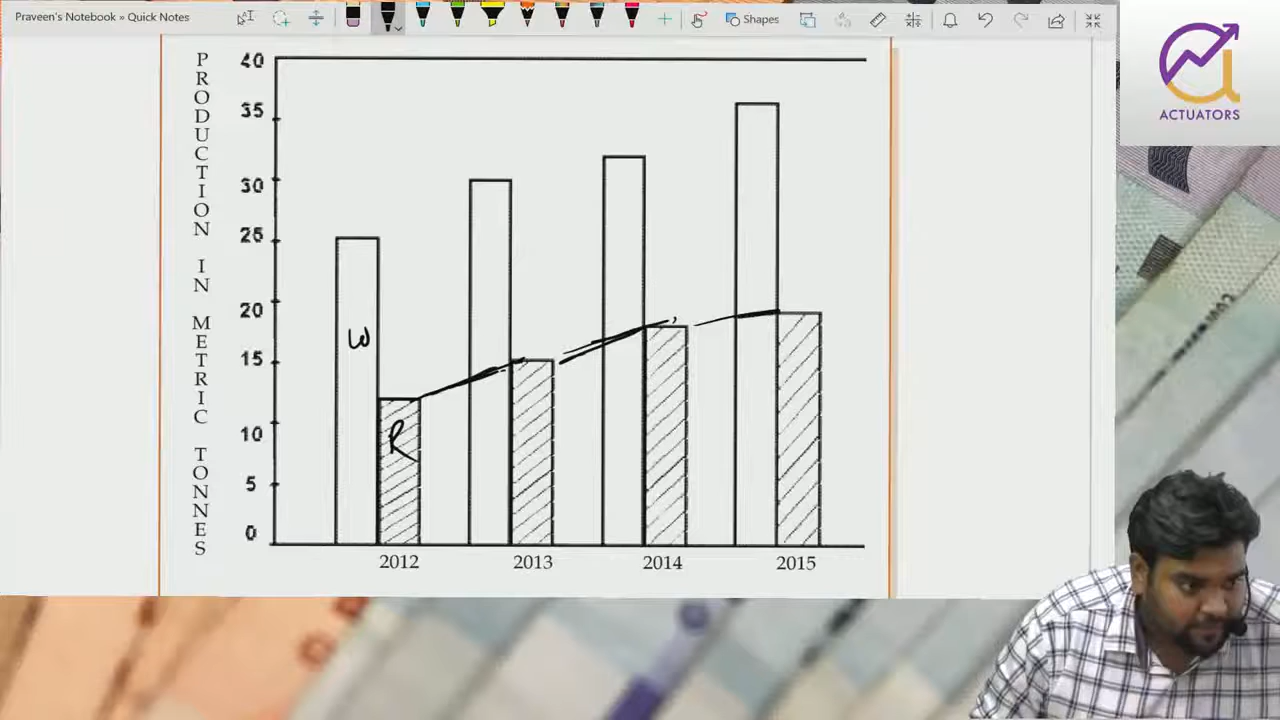 Praveen's Notebook » Quick Notes
Shapes
ACTUATORS
PRODUCTION IN METRIC TONNES
40
35
30
25
20
15
10
5
0
W
R
2012 2013 2014 2015